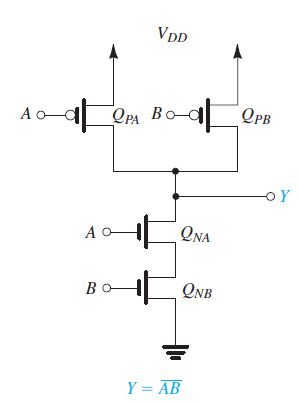 V_DD
A Q_PA B Q_PB
Y
A Q_NA
B Q_NB
Y = \overline{AB}